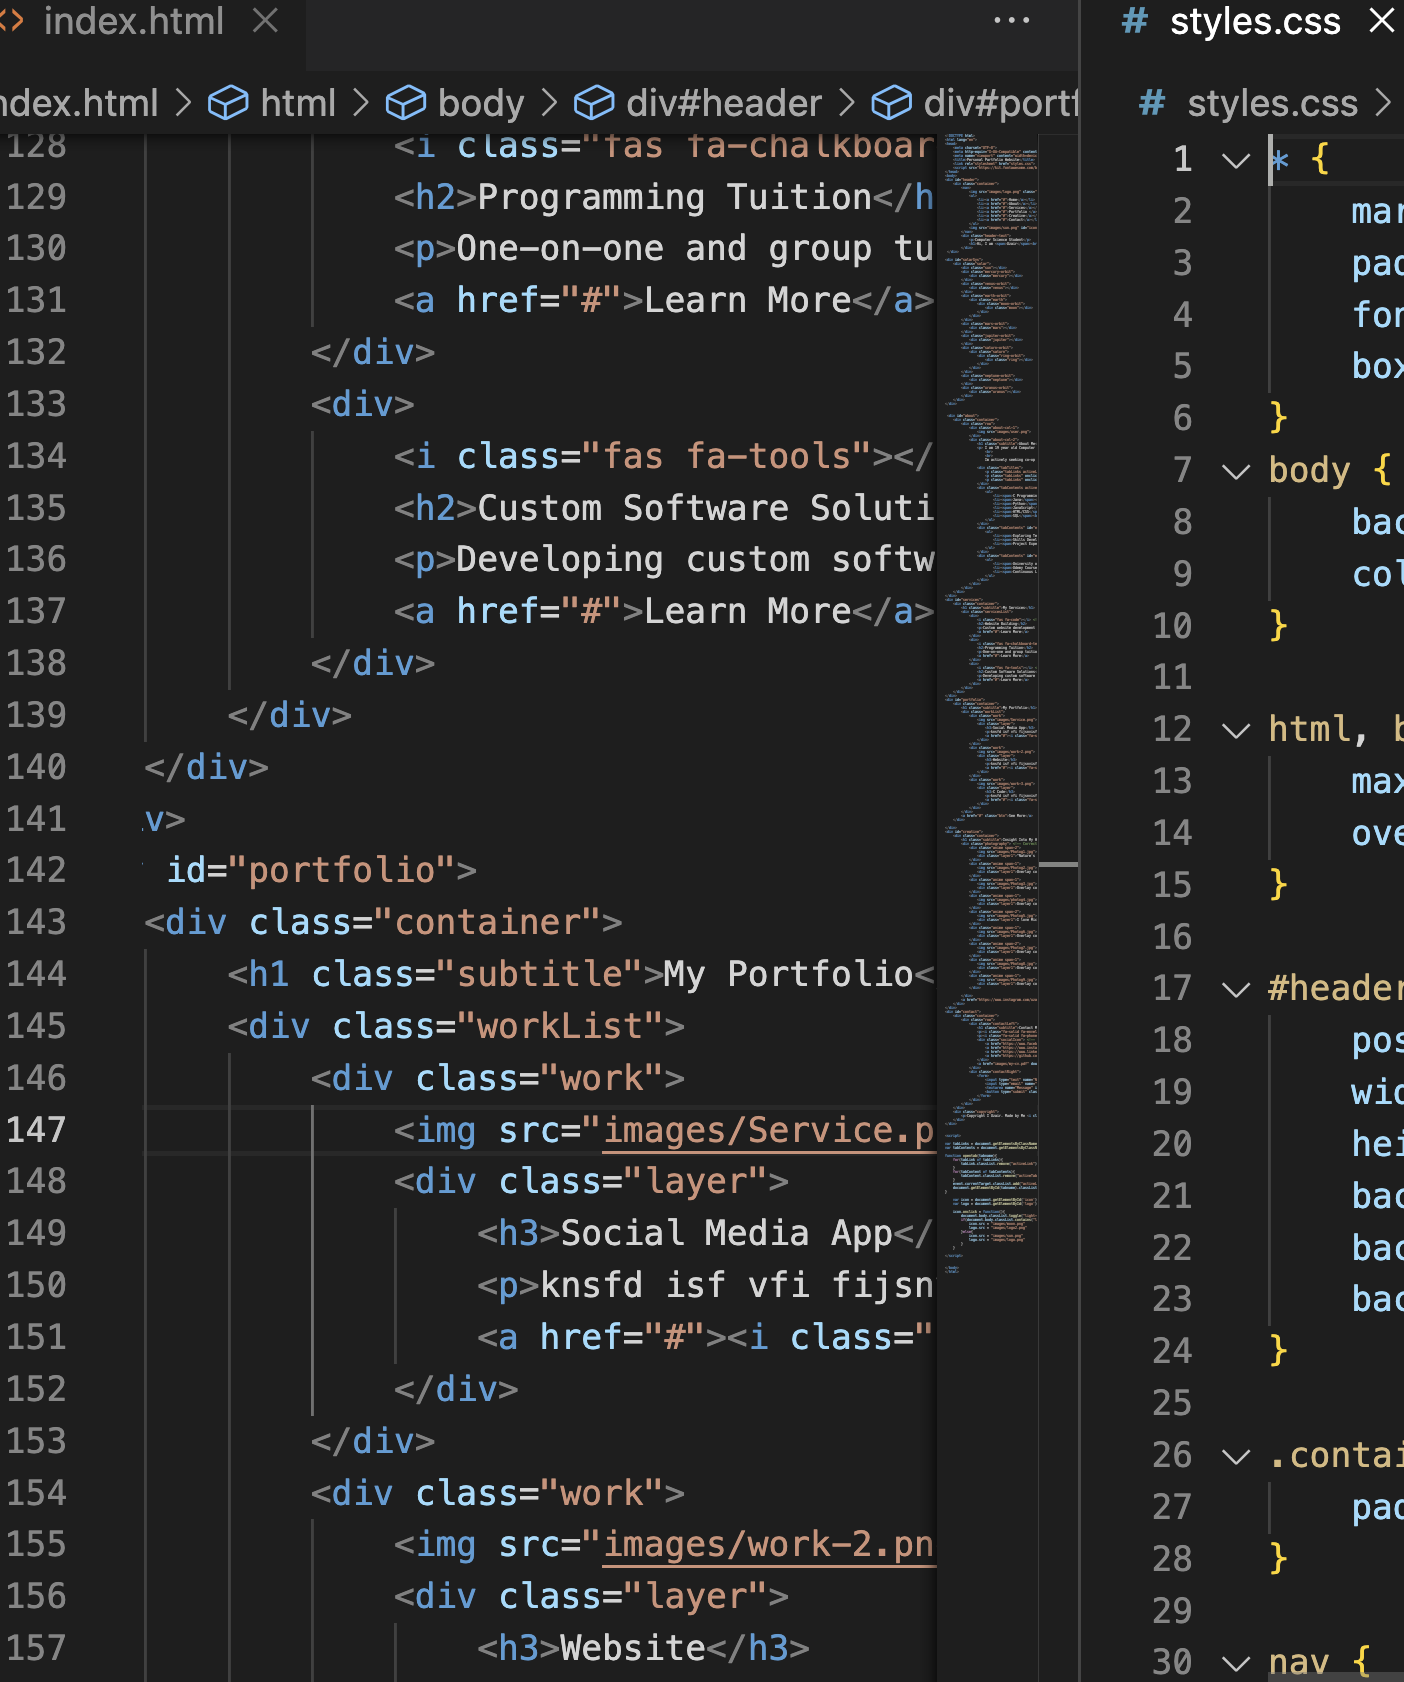 index.html
ndex.html > html > body > div#header > div#portf
128 <i class="fas fa-chalkboar
129 <h2>Programming Tuition</h
130 <p>One-on-one and group tu
131 <a href="#">Learn More</a>
132 </div>
133 <div>
134 <i class="fas fa-tools"></
135 <h2>Custom Software Soluti
136 <p>Developing custom softw
137 <a href="#">Learn More</a>
138 </div>
139 </div>
140 </div>
141 v>
142 id="portfolio">
143 <div class="container">
144 <h1 class="subtitle">My Portfolio<
145 <div class="workList">
146 <div class="work">
147 <img src="images/Service.p
148 <div class="layer">
149 <h3>Social Media App</
150 <p>knsfd isf vfi fijsn
151 <a href="#"><i class="
152 </div>
153 </div>
154 <div class="work">
155 <img src="images/work-2.pn
156 <div class="layer">
157 <h3>Website</h3>
# styles.css
# styles.css >
1 * {
2 mar
3 pad
4 for
5 box
6 }
7 body {
8 bac
9 col
10 }
11
12 html, b
13 max
14 ove
15 }
16
17 #header
18 pos
19 wid
20 hei
21 bac
22 bac
23 bac
24 }
25
26 .contai
27 pad
28 }
29
30 nav {